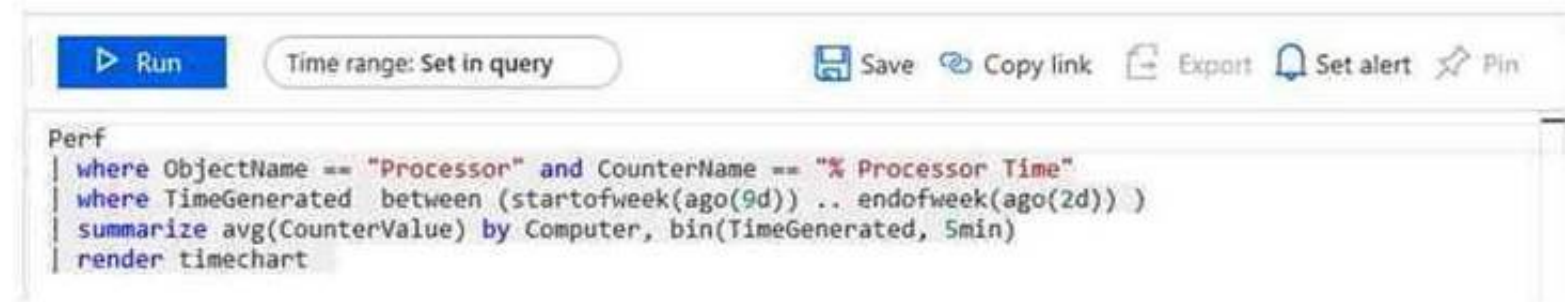 Run Time range: Set in query Save Copy link Export Set alert Pin
Perf
| where ObjectName == "Processor" and CounterName == "% Processor Time"
| where TimeGenerated  between (startofweek(ago(9d)) .. endofweek(ago(2d)) )
| summarize avg(CounterValue) by Computer, bin(TimeGenerated, 5min)
| render timechart